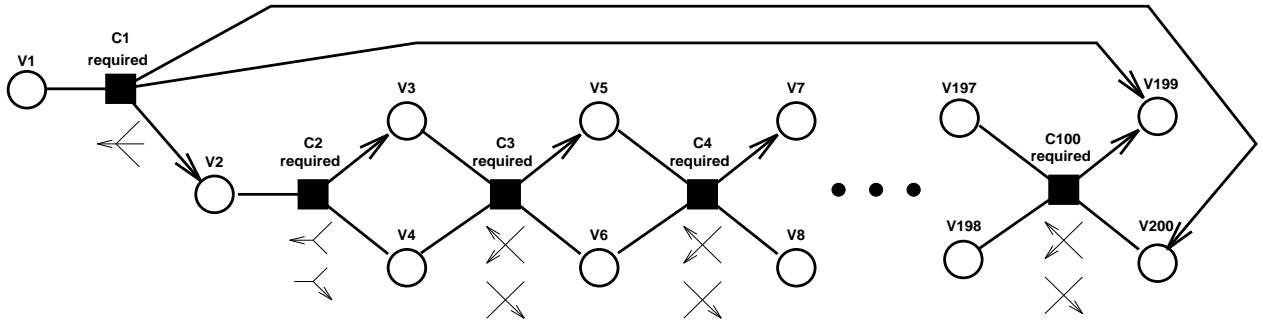 V1
C1
required
V2
C2
required
V3
V4
C3
required
V5
V6
C4
required
V7
V8
V197
V198
C100
required
V199
V200